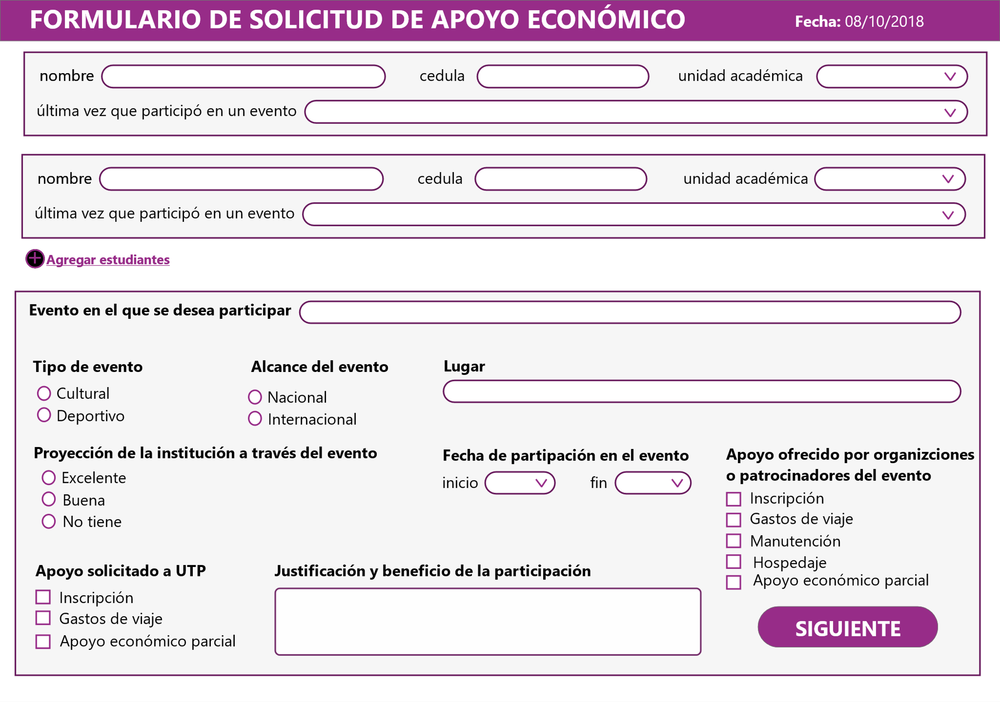 FORMULARIO DE SOLICITUD DE APOYO ECONÓMICO Fecha: 08/10/2018
nombre cedula unidad académica
última vez que participó en un evento
nombre cedula unidad académica
última vez que participó en un evento
Agregar estudiantes
Evento en el que se desea participar
Tipo de evento
Cultural
Deportivo
Alcance del evento
Nacional
Internacional
Lugar
Proyección de la institución a través del evento
Excelente
Buena
No tiene
Fecha de partipación en el evento
inicio fin
Apoyo ofrecido por organizciones
o patrocinadores del evento
Inscripción
Gastos de viaje
Manutención
Hospedaje
Apoyo económico parcial
Apoyo solicitado a UTP
Inscripción
Gastos de viaje
Apoyo económico parcial
Justificación y beneficio de la participación
SIGUIENTE